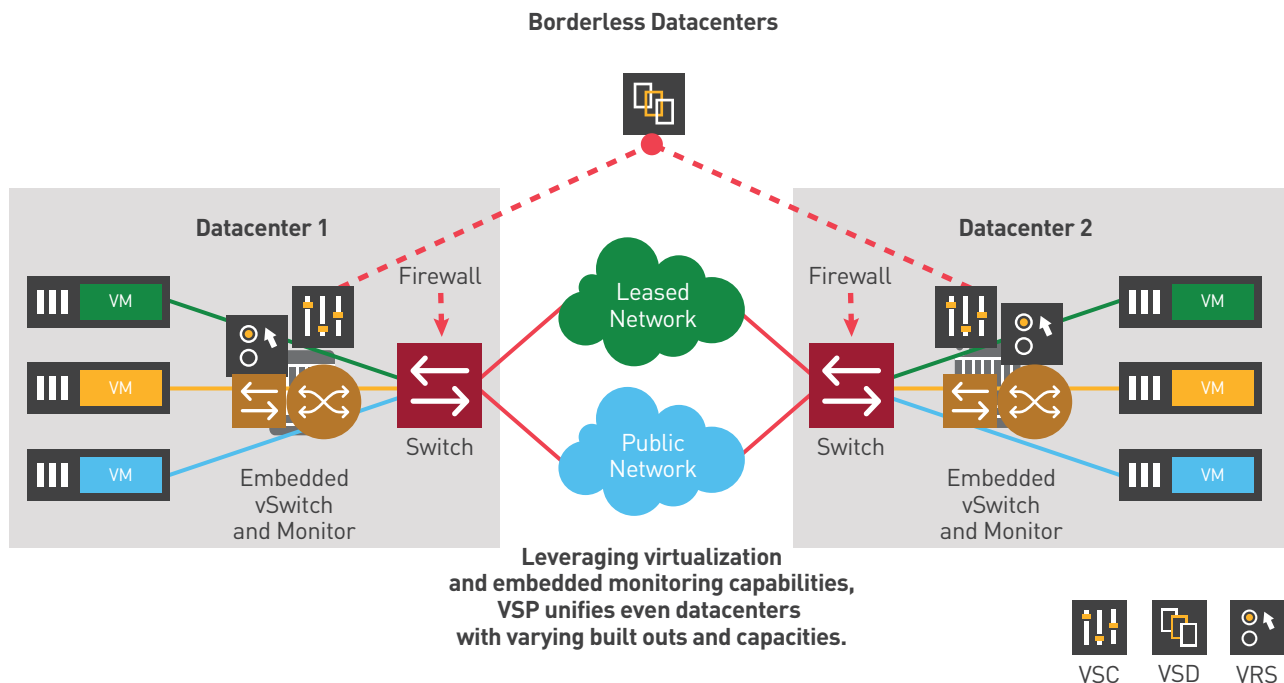 Borderless Datacenters
Datacenter 1
Datacenter 2
Firewall
Firewall
VM
VM
VM
Leased
Network
Public
Network
VM
VM
VM
Switch
Switch
Embedded
vSwitch
and Monitor
Embedded
vSwitch
and Monitor
Leveraging virtualization
and embedded monitoring capabilities,
VSP unifies even datacenters
with varying built outs and capacities.
VSC
VSD
VRS